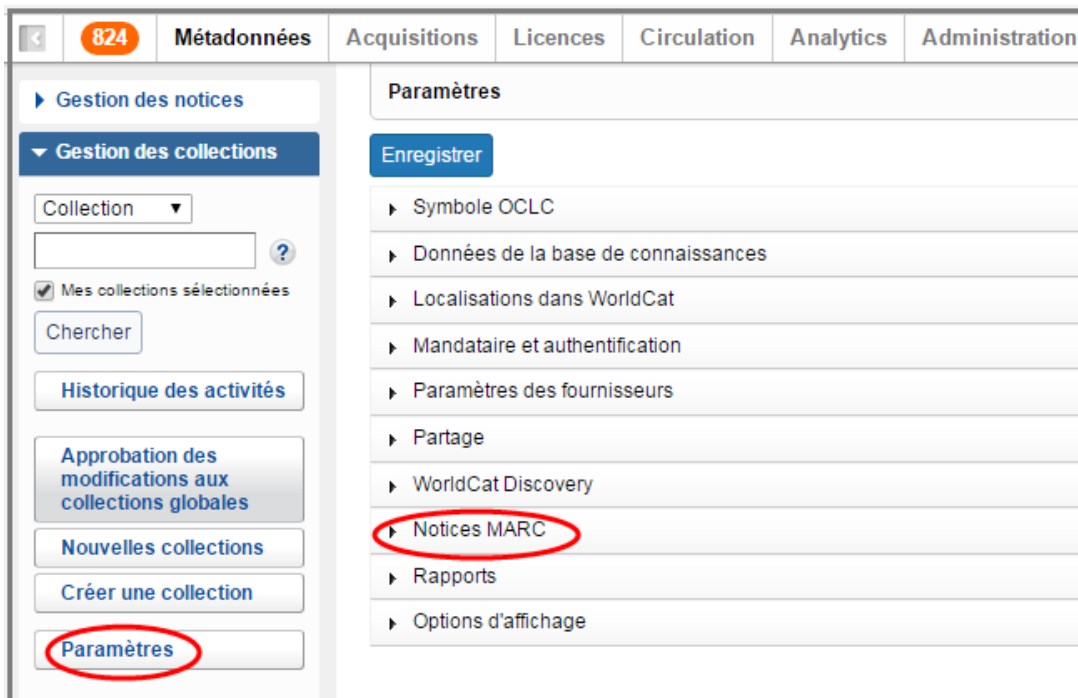 824 Métadonnées Acquisitions Licences Circulation Analytics Administration
Gestion des notices
Gestion des collections
Collection
?
Mes collections sélectionnées
Chercher
Historique des activités
Approbation des
modifications aux
collections globales
Nouvelles collections
Créer une collection
Paramètres
Paramètres
Enregistrer
Symbole OCLC
Données de la base de connaissances
Localisations dans WorldCat
Mandataire et authentification
Paramètres des fournisseurs
Partage
WorldCat Discovery
Notices MARC
Rapports
Options d'affichage